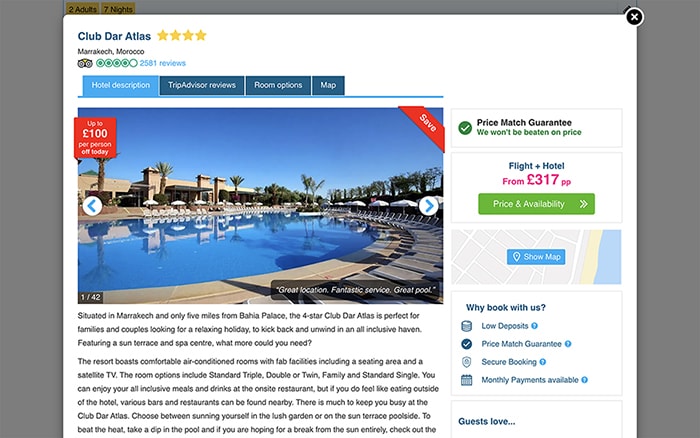 2 Adults 7 Nights
Club Dar Atlas
Marrakech, Morocco
2581 reviews
Hotel description
TripAdvisor reviews
Room options
Map
Up to
£100
per person
off today
Save
"Great location. Fantastic service. Great pool."
1 / 42
Situated in Marrakech and only five miles from Bahia Palace, the 4-star Club Dar Atlas is perfect for
families and couples looking for a relaxing holiday, to kick back and unwind in an all inclusive haven.
Featuring a sun terrace and spa centre, what more could you need?
The resort boasts comfortable air-conditioned rooms with fab facilities including a seating area and a
satellite TV. The room options include Standard Triple, Double or Twin, Family and Standard Single. You
can enjoy your all inclusive meals and drinks at the onsite restaurant, but if you do feel like eating outside
of the hotel, various bars and restaurants can be found nearby. There is much to keep you busy at the
Club Dar Atlas. Choose between sunning yourself in the lush garden or on the sun terrace poolside. To
beat the heat, take a dip in the pool and if you are hoping for a break from the sun entirely, check out the
Price Match Guarantee
We won't be beaten on price
Flight + Hotel
From £317 pp
Price & Availability
Show Map
Why book with us?
Low Deposits ?
Price Match Guarantee ?
Secure Booking ?
Monthly Payments available ?
Guests love...